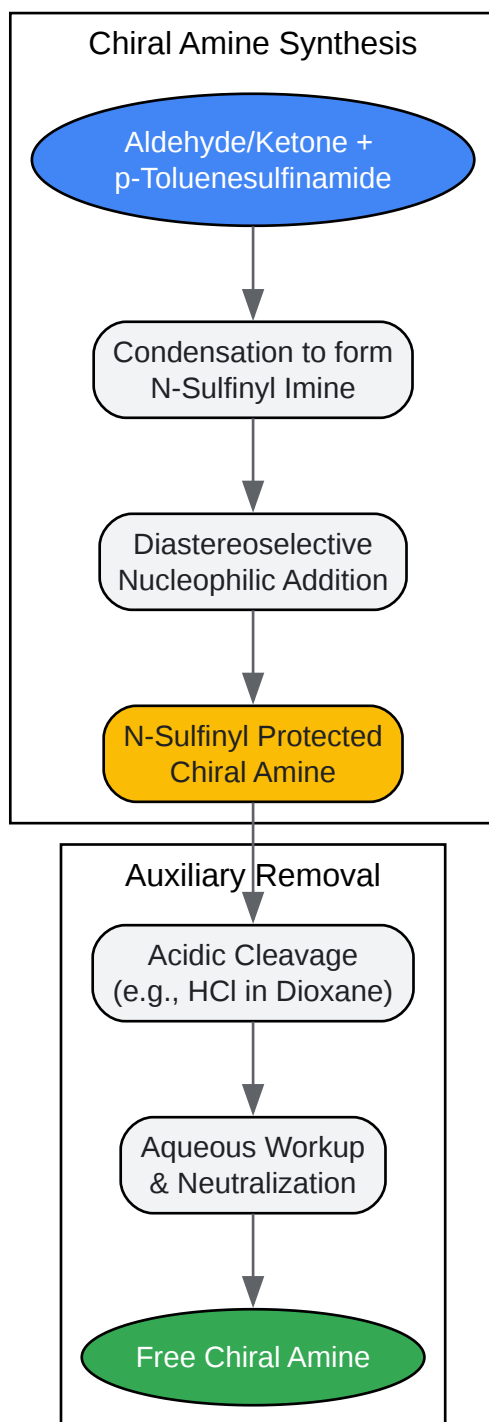 Chiral Amine Synthesis
Aldehyde/Ketone +
p-Toluenesulfinamide
Condensation to form
N-Sulfinyl Imine
Diastereoselective
Nucleophilic Addition
N-Sulfinyl Protected
Chiral Amine
Auxiliary Removal
Acidic Cleavage
(e.g., HCl in Dioxane)
Aqueous Workup
& Neutralization
Free Chiral Amine